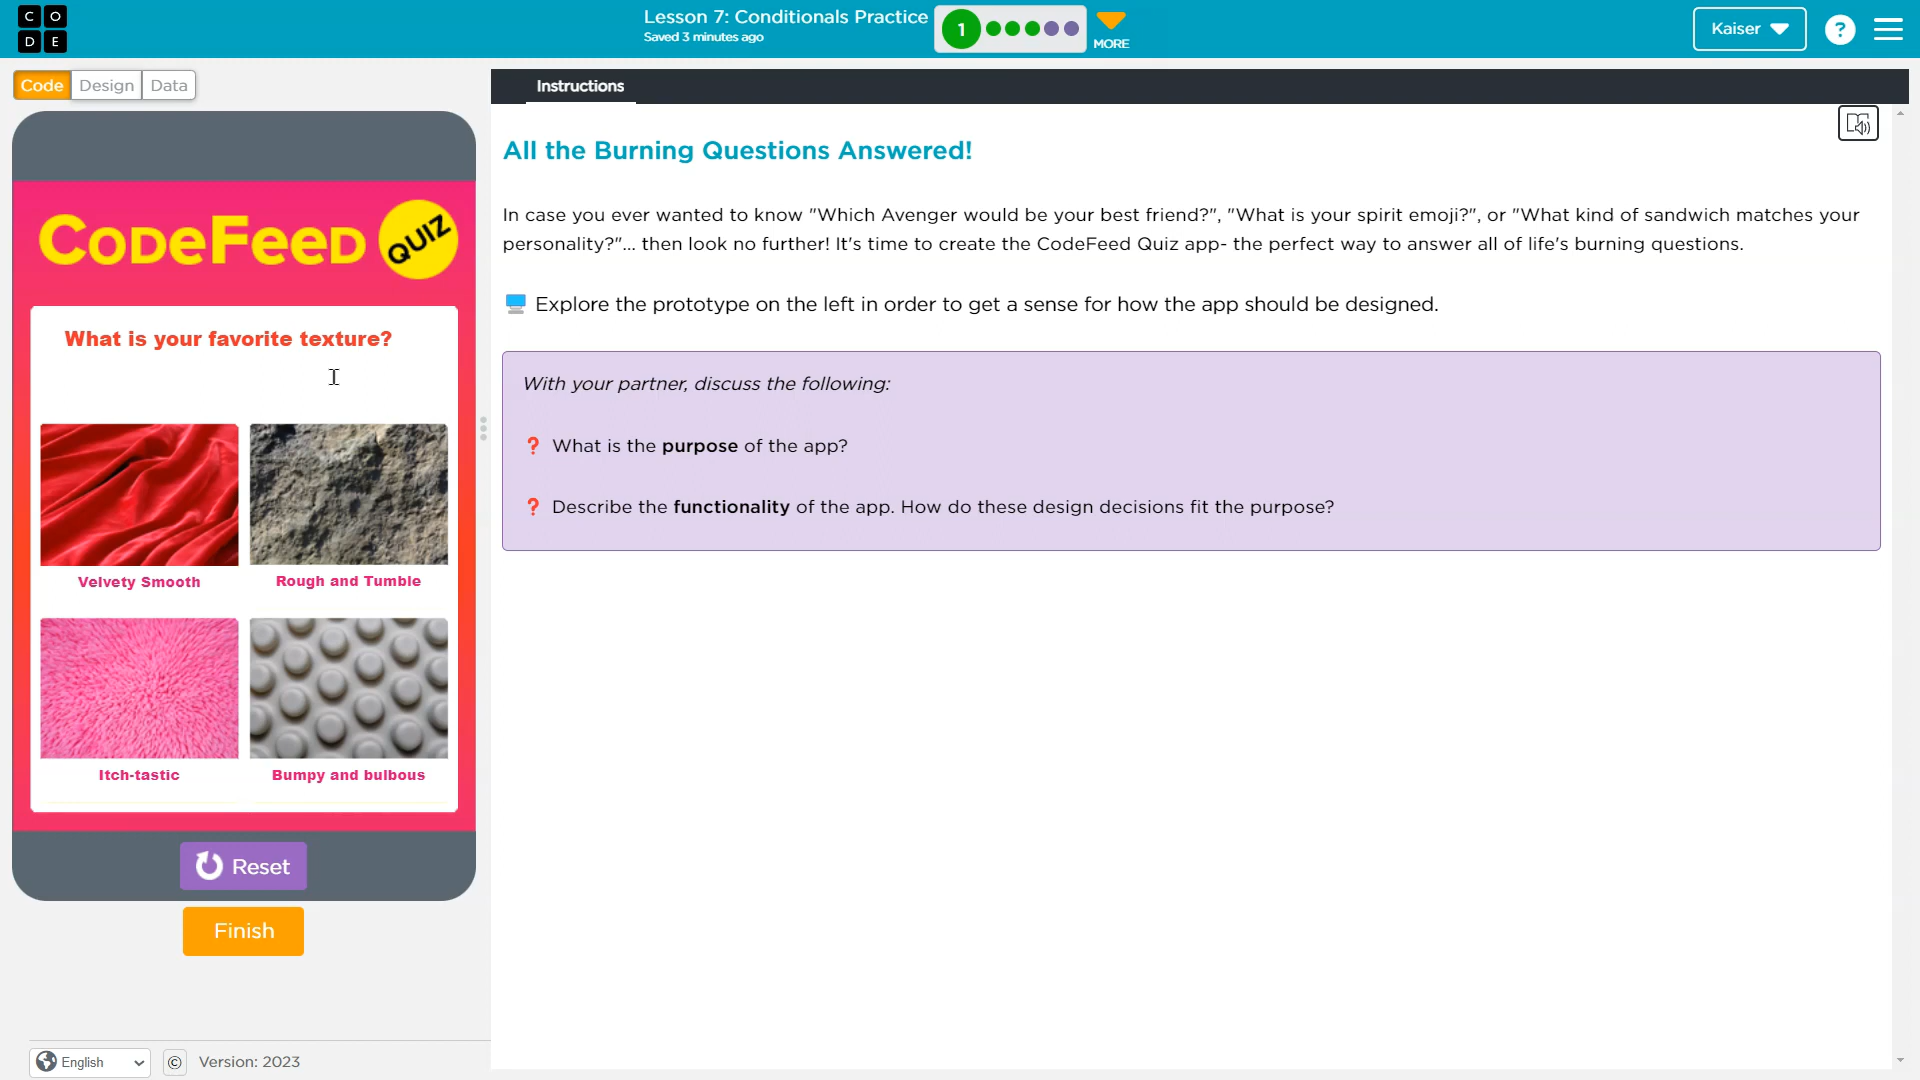 C O
D E
Lesson 7: Conditionals Practice
Saved 3 minutes ago
1
MORE
Kaiser
?
Code Design Data
Instructions
CODEFEED QUIZ
What is your favorite texture?
Velvety Smooth
Rough and Tumble
Itch-tastic
Bumpy and bulbous
Reset
Finish
English
© Version: 2023
All the Burning Questions Answered!
In case you ever wanted to know "Which Avenger would be your best friend?", "What is your spirit emoji?", or "What kind of sandwich matches your
personality?"... then look no further! It's time to create the CodeFeed Quiz app- the perfect way to answer all of life's burning questions.
Explore the prototype on the left in order to get a sense for how the app should be designed.
With your partner, discuss the following:
❓ What is the purpose of the app?
❓ Describe the functionality of the app. How do these design decisions fit the purpose?